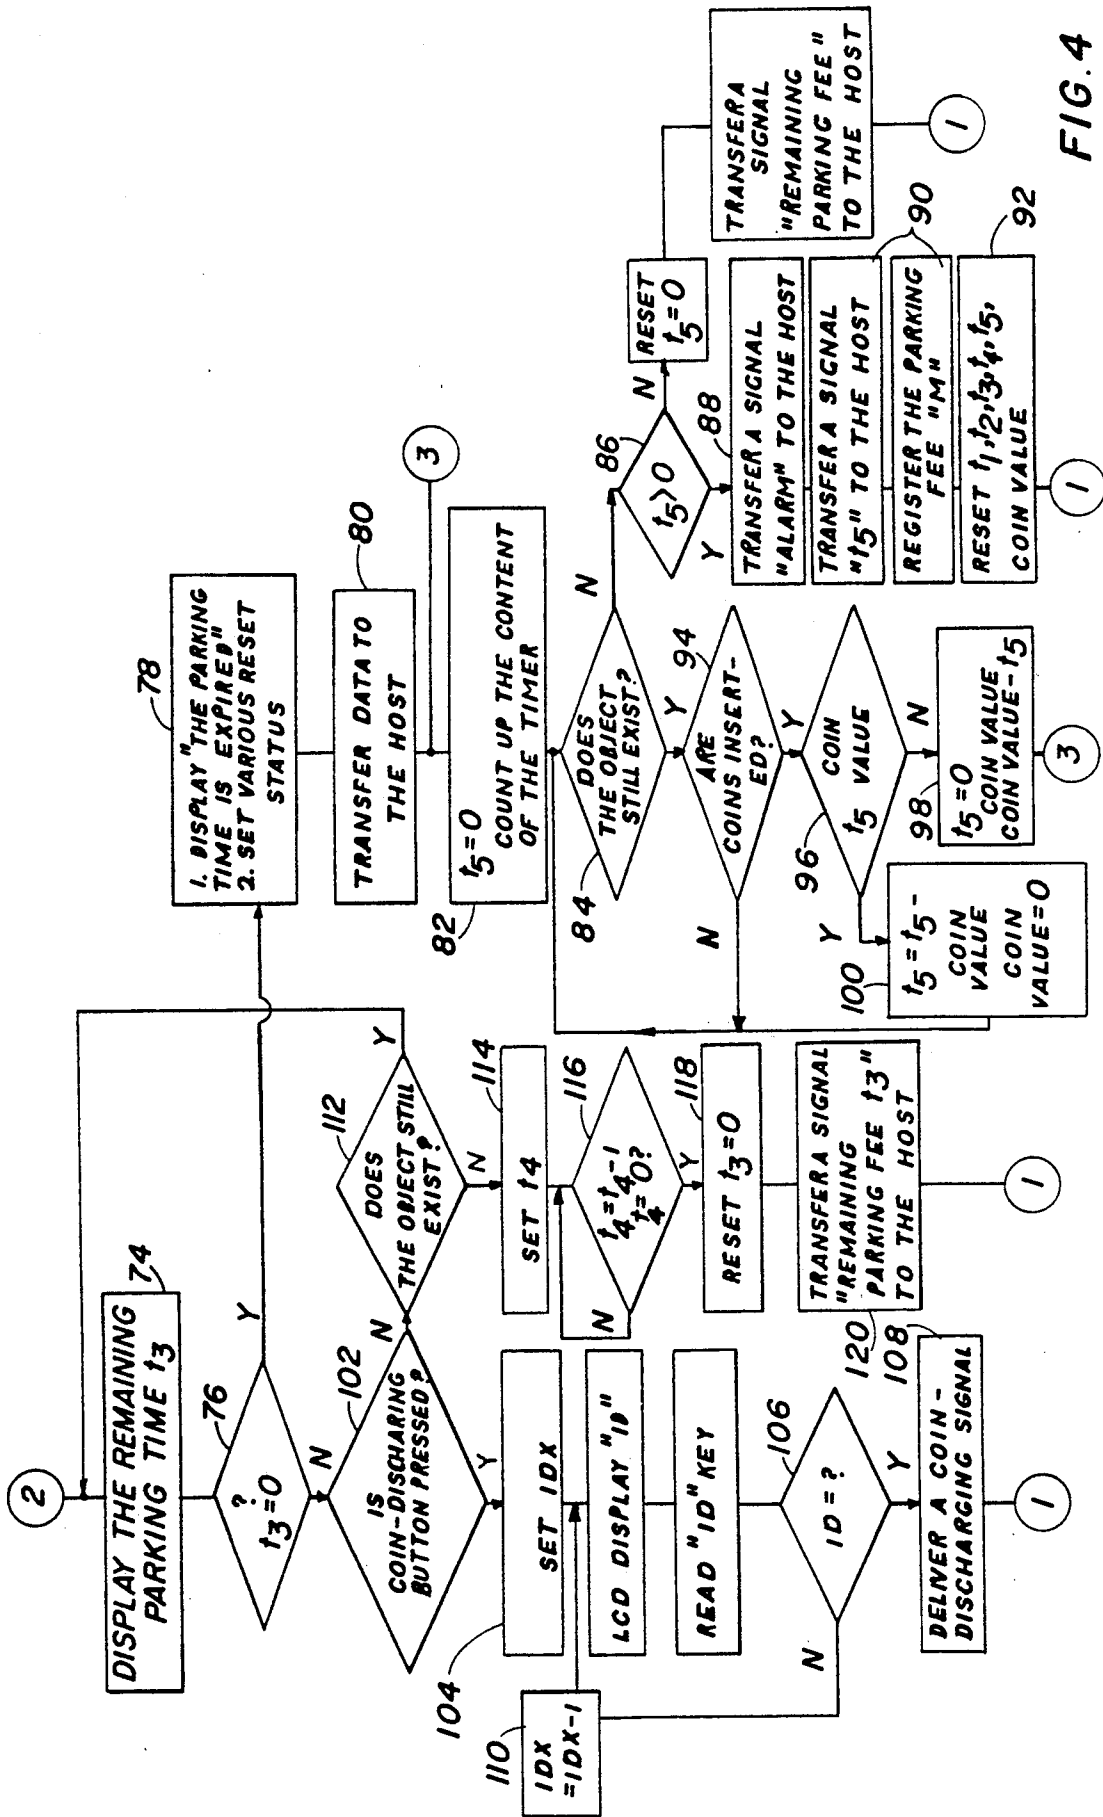 2
DISPLAY THE REMAINING
PARKING TIME t3
74
?
t3=0
76
Y
N
IS
COIN-DISCHARING
BUTTON PRESSED?
102
N
Y
SET IDX
104
LCD DISPLAY "ID"
READ "ID" KEY
ID = ?
106
N
Y
110
IDX
=IDX-1
DELIVER A COIN-
DISCHARGING SIGNAL
108
1
DOES
THE OBJECT STILL
EXIST?
112
Y
N
SET t4
114
t4=t4-1
t4=0?
116
N
Y
RESET t3=0
118
TRANSFER A SIGNAL
"REMAINING
PARKING FEE t3"
TO THE HOST
120
1
78
1. DISPLAY "THE PARKING
TIME IS EXPIRED"
2. SET VARIOUS RESET
STATUS
TRANSFER DATA TO
THE HOST
80
3
t5=0
COUNT UP THE CONTENT
OF THE TIMER
82
DOES
THE OBJECT
STILL EXIST?
84
N
Y
ARE
COINS INSERT-
ED?
94
N
Y
COIN
VALUE
t5
96
Y
N
100
t5=t5-
COIN
VALUE
COIN
VALUE=0
98
t5=0
COIN VALUE
COIN VALUE-t5
3
t5>0
86
N
Y
RESET
t5=0
TRANSFER A
SIGNAL
"REMAINING
PARKING FEE"
TO THE HOST
1
TRANSFER A SIGNAL
"ALARM" TO THE HOST
88
TRANSFER A SIGNAL
"t5" TO THE HOST
90
REGISTER THE PARKING
FEE "M"
RESET t1,t2,t3,t4,t5,
COIN VALUE
92
1
FIG.4